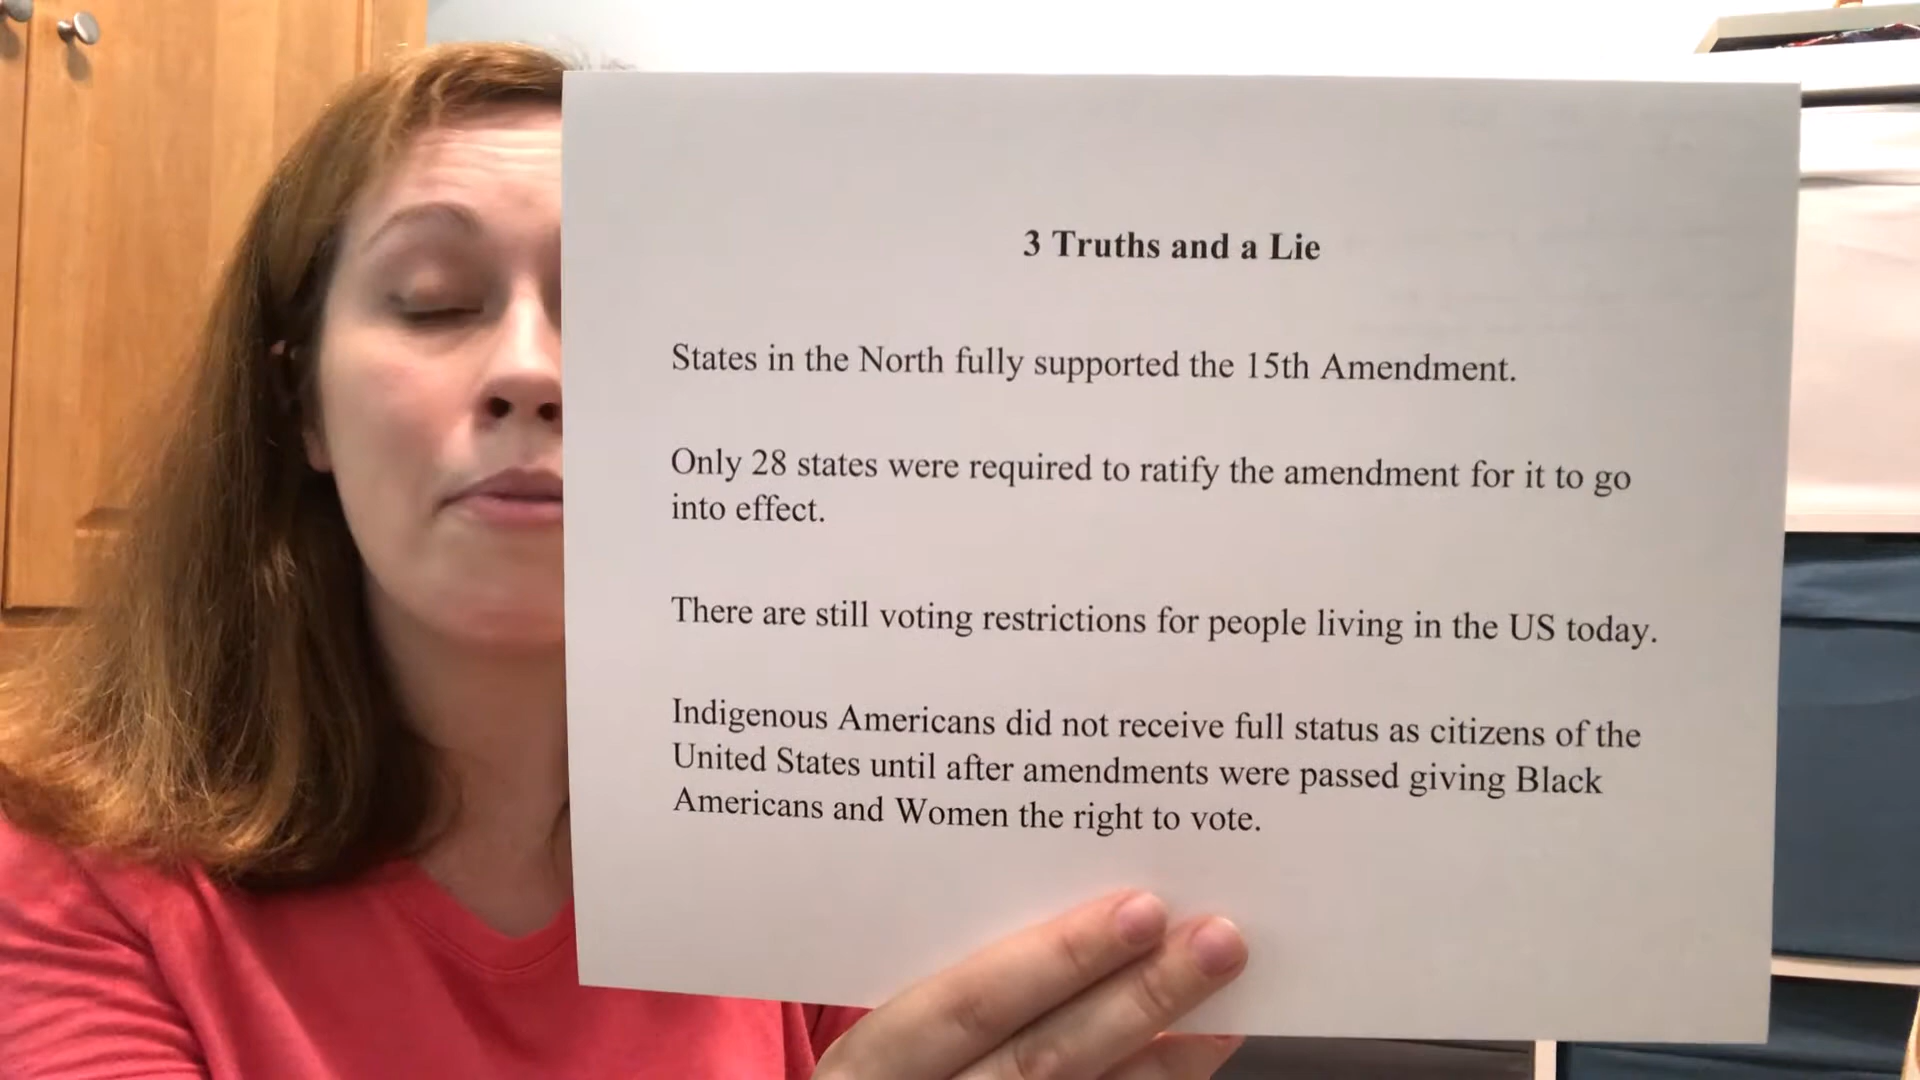 3 Truths and a Lie
States in the North fully supported the 15th Amendment.
Only 28 states were required to ratify the amendment for it to go
into effect.
There are still voting restrictions for people living in the US today.
Indigenous Americans did not receive full status as citizens of the
United States until after amendments were passed giving Black
Americans and Women the right to vote.